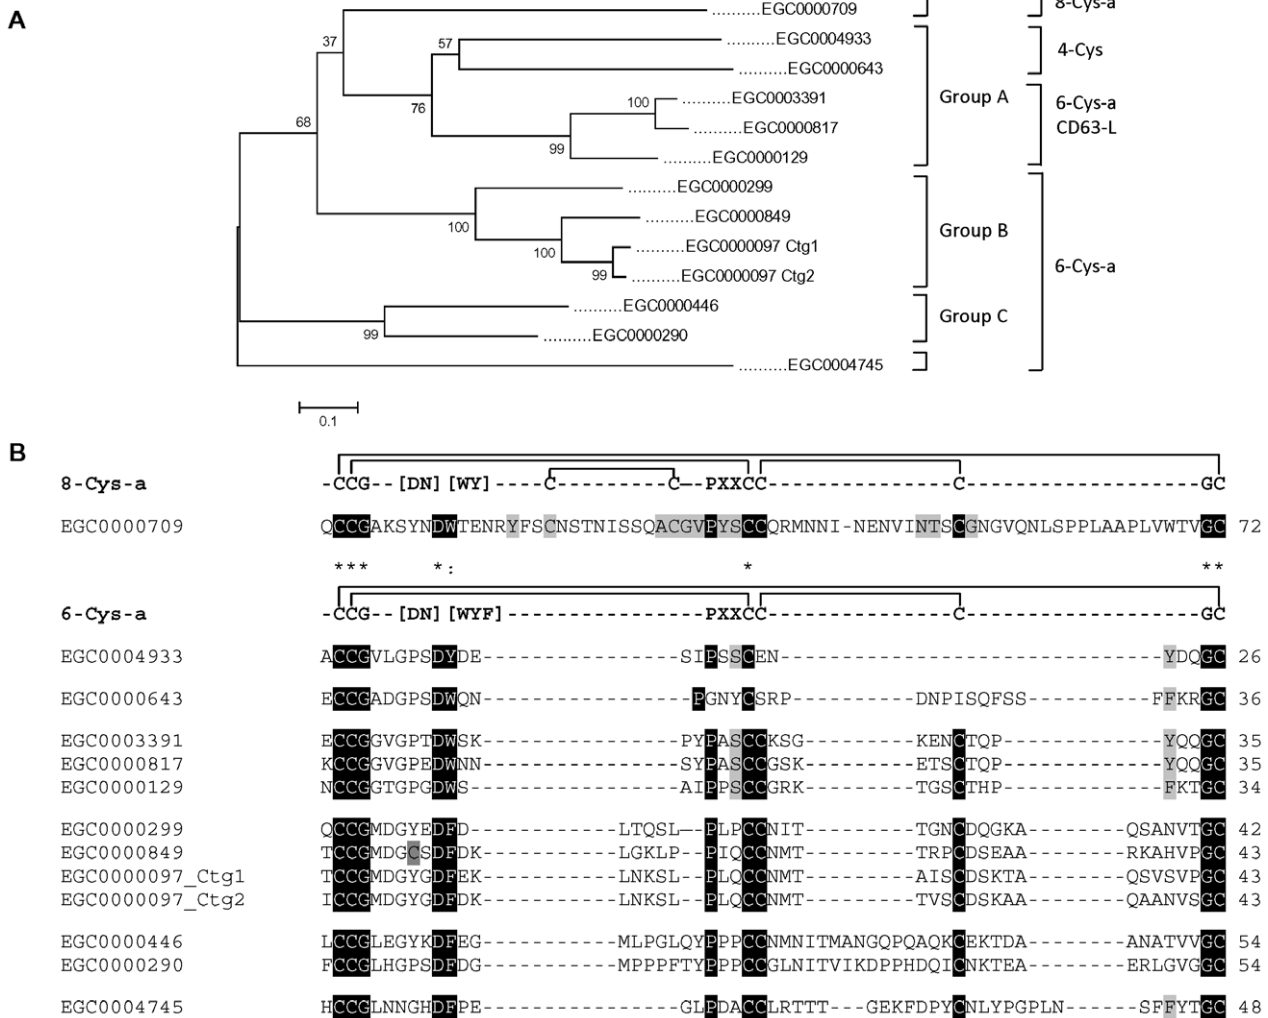 A
..........EGC0000709
8-Cys-a
37
57
..........EGC0004933
4-Cys
..........EGC0000643
76
100
..........EGC0003391
Group A
6-Cys-a
CD63-L
68
..........EGC0000817
99
..........EGC0000129
..........EGC0000299
100
..........EGC0000849
Group B
100
..........EGC0000097 Ctg1
99
..........EGC0000097 Ctg2
6-Cys-a
..........EGC0000446
Group C
99
..........EGC0000290
..........EGC0004745
0.1
B
8-Cys-a -CCG--[DN][WY]-----C---------C--PXXCC----------------C-------------------GC
EGC0000709 QCCGAKSYNDWTENRYFSCNSTNISSQACGVPYSCCQRMNNI-NENVINTSCGNGVQNLSPPLAAPLVWTVGC 72
*** *: * **
6-Cys-a -CCG--[DN][WYF]----------------PXXCC----------------C-------------------GC
EGC0004933 ACCGVLGPSDYDE----------------SIPSSCEN-------------------------------YDQGC 26
EGC0000643 ECCGADGPSDWQN-----------------PGNYCSRP----------DNPISQFSS----------FFKRGC 36
EGC0003391 ECCGGVGPTDWSK----------------PYPASCCKSG---------KENCTQP-------------YQQGC 35
EGC0000817 KCCGGVGPEDWNN----------------SYPASCCGSK---------ETSCTQP-------------YQQGC 35
EGC0000129 NCCGGTGPGDWS-----------------AIPPSCCGRK---------TGSCTHP-------------FKTGC 34
EGC0000299 QCCGMDGYEDFD------------LTQSL--PLPCCNIT---------TGNCDQGKA--------QSANVTGC 42
EGC0000849 TCCGMDGCSDFDK-----------LGKLP--PIQCCNMT---------TRPCDSEAA--------RKAHVPGC 43
EGC0000097_Ctg1 TCCGMDGYGDFEK-----------LNKSL--PLQCCNMT---------AISCDSKTA--------QSVSVPGC 43
EGC0000097_Ctg2 ICCGMDGYGDFDK-----------LNKSL--PLQCCNMT---------TVSCDSKAA--------QAANVSGC 43
EGC0000446 LCCGLEGYKDFEG-----------MLPGLQYPPPCCNMNITMANGQPQAQKCEKTDA--------ANATVVGC 54
EGC0000290 FCCGLHGPSDFDG-----------MPPPFTYPPPCCGLNITVIKDPPHDQICNKTEA--------ERLGVGGC 54
EGC0004745 HCCGLNNGHDFPE----------------GLPDACCLRTTT---GEKFDPYCNLYPGPLN------SFFYTGC 48